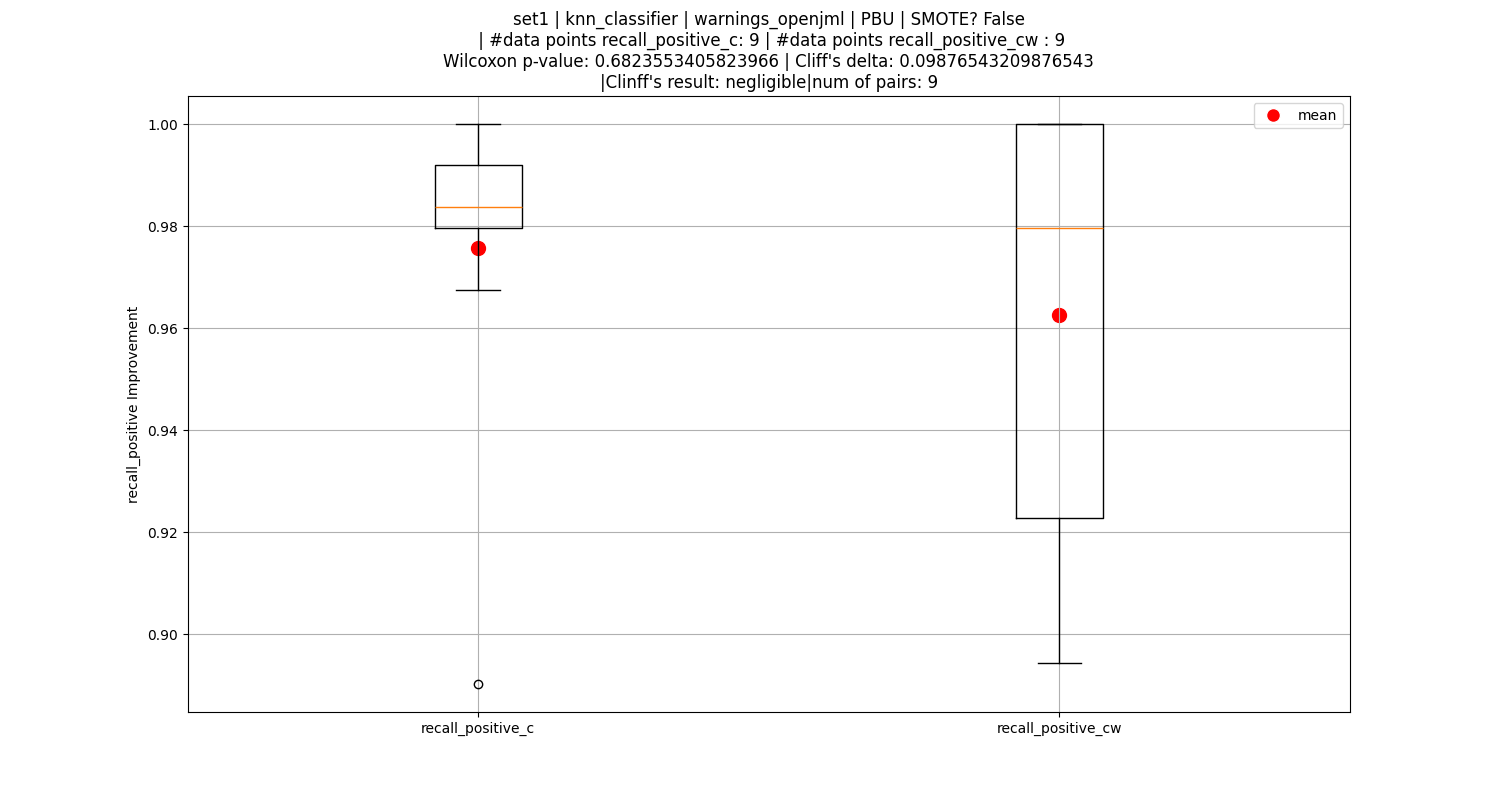 set1 | knn_classifier | warnings_openjml | PBU | SMOTE? False
| #data points recall_positive_c: 9 | #data points recall_positive_cw : 9
Wilcoxon p-value: 0.6823553405823966 | Cliff's delta: 0.09876543209876543
|Clinff's result: negligible|num of pairs: 9
mean
1.00
0.98
0.96
0.94
0.92
0.90
recall_positive Improvement
recall_positive_c
recall_positive_cw